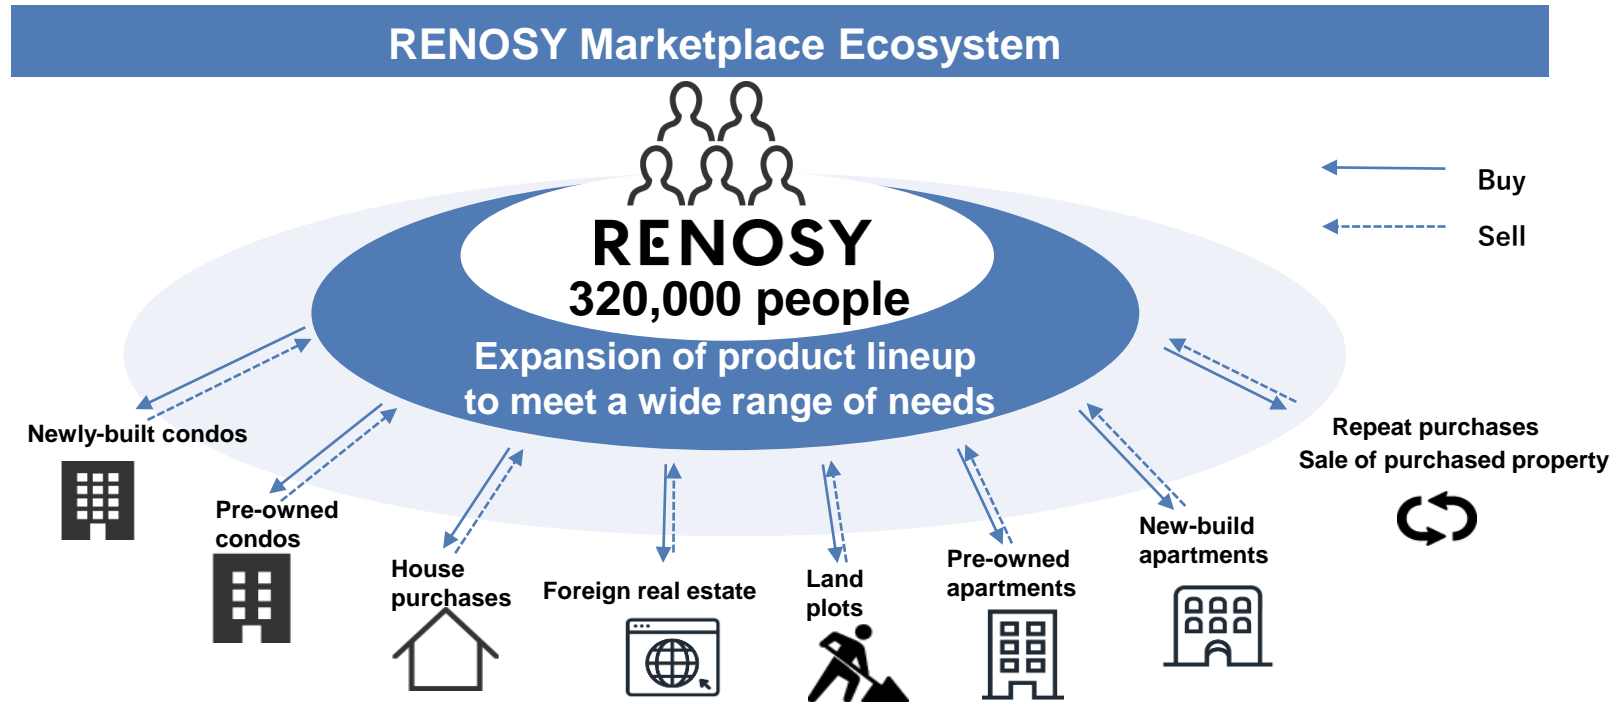 RENOSY Marketplace Ecosystem
Buy
Sell
RENOSY
320,000 people
Expansion of product lineup
to meet a wide range of needs
Newly-built condos
Pre-owned
condos
House
purchases
Foreign real estate
Land
plots
Pre-owned
apartments
New-build
apartments
Repeat purchases
Sale of purchased property